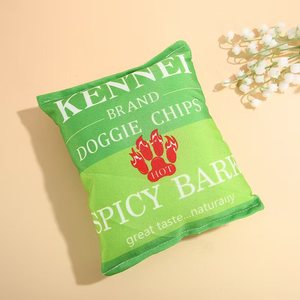 KENNEL
BRAND
DOGGIE CHIPS
HOT
SPICY BARK
great taste...naturally